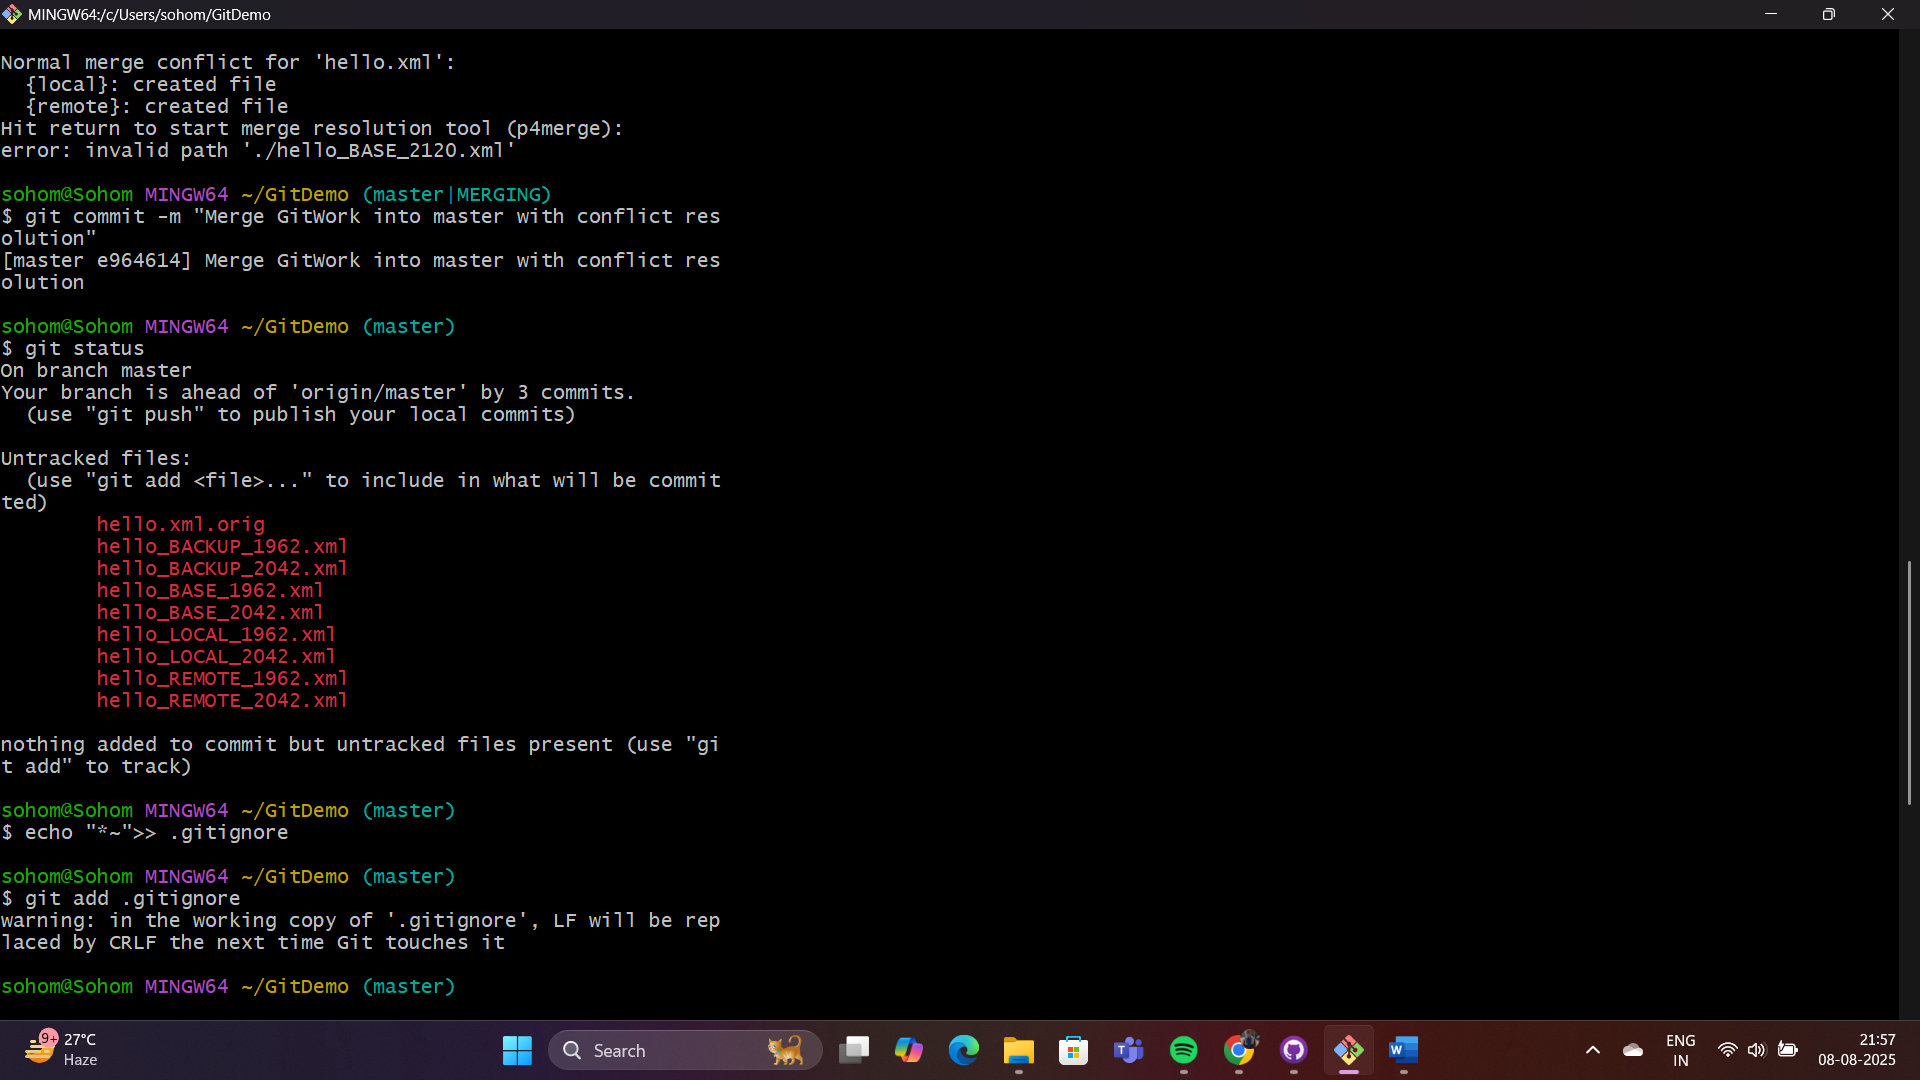 MINGW64:/c/Users/sohom/GitDemo
Normal merge conflict for 'hello.xml':
  {local}: created file
  {remote}: created file
Hit return to start merge resolution tool (p4merge):
error: invalid path './hello_BASE_2120.xml'
sohom@Sohom MINGW64 ~/GitDemo (master|MERGING)
$ git commit -m "Merge GitWork into master with conflict res
olution"
[master e964614] Merge GitWork into master with conflict res
olution
sohom@Sohom MINGW64 ~/GitDemo (master)
$ git status
On branch master
Your branch is ahead of 'origin/master' by 3 commits.
  (use "git push" to publish your local commits)
Untracked files:
  (use "git add <file>..." to include in what will be commit
ted)
        hello.xml.orig
        hello_BACKUP_1962.xml
        hello_BACKUP_2042.xml
        hello_BASE_1962.xml
        hello_BASE_2042.xml
        hello_LOCAL_1962.xml
        hello_LOCAL_2042.xml
        hello_REMOTE_1962.xml
        hello_REMOTE_2042.xml
nothing added to commit but untracked files present (use "gi
t add" to track)
sohom@Sohom MINGW64 ~/GitDemo (master)
$ echo "*~">> .gitignore
sohom@Sohom MINGW64 ~/GitDemo (master)
$ git add .gitignore
warning: in the working copy of '.gitignore', LF will be rep
laced by CRLF the next time Git touches it
sohom@Sohom MINGW64 ~/GitDemo (master)
9+
27°C
Haze
Search
ENG
IN
21:57
08-08-2025